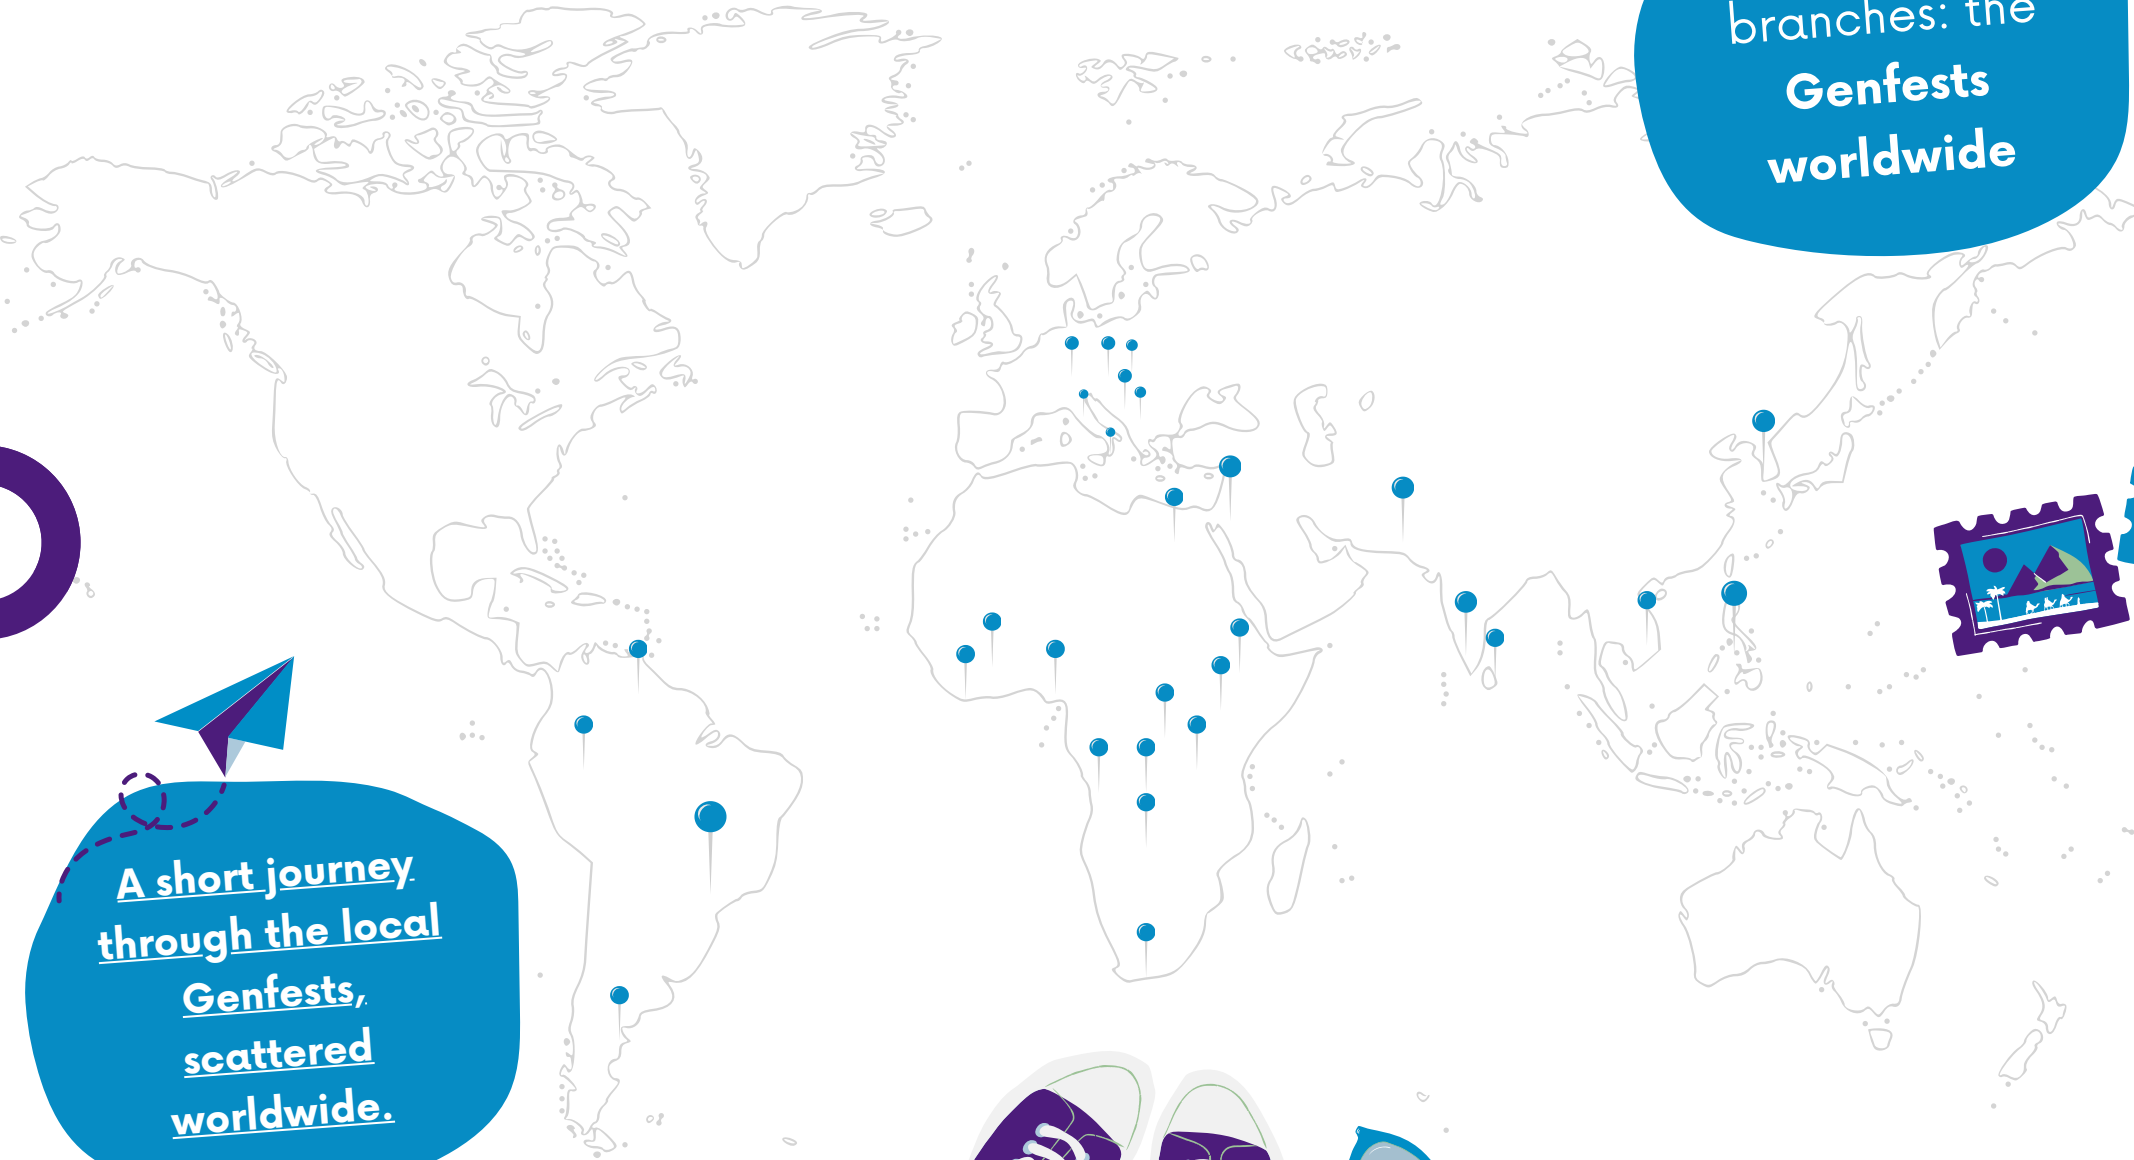 branches: the
Genfests
worldwide
A short journey
through the local
Genfests,
scattered
worldwide.